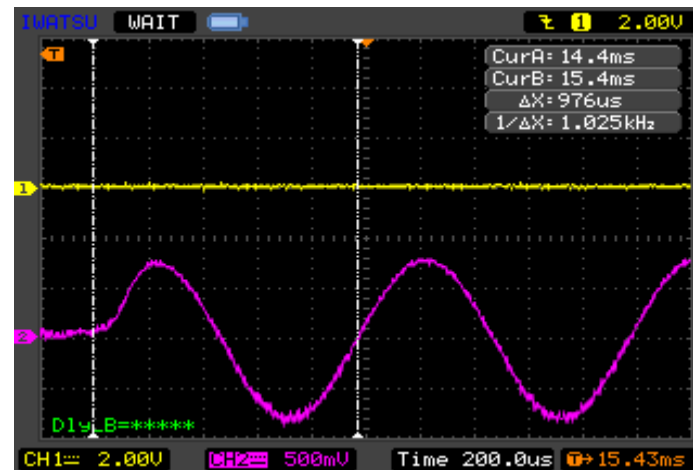 IWATSU WAIT 1 2.00V
T
CurA: 14.4ms
CurB: 15.4ms
ΔX: 976us
1/ΔX: 1.025kHz
1
2
Dly_B=*****
CH1 2.00V CH2 500mV Time 200.0us T→15.43ms